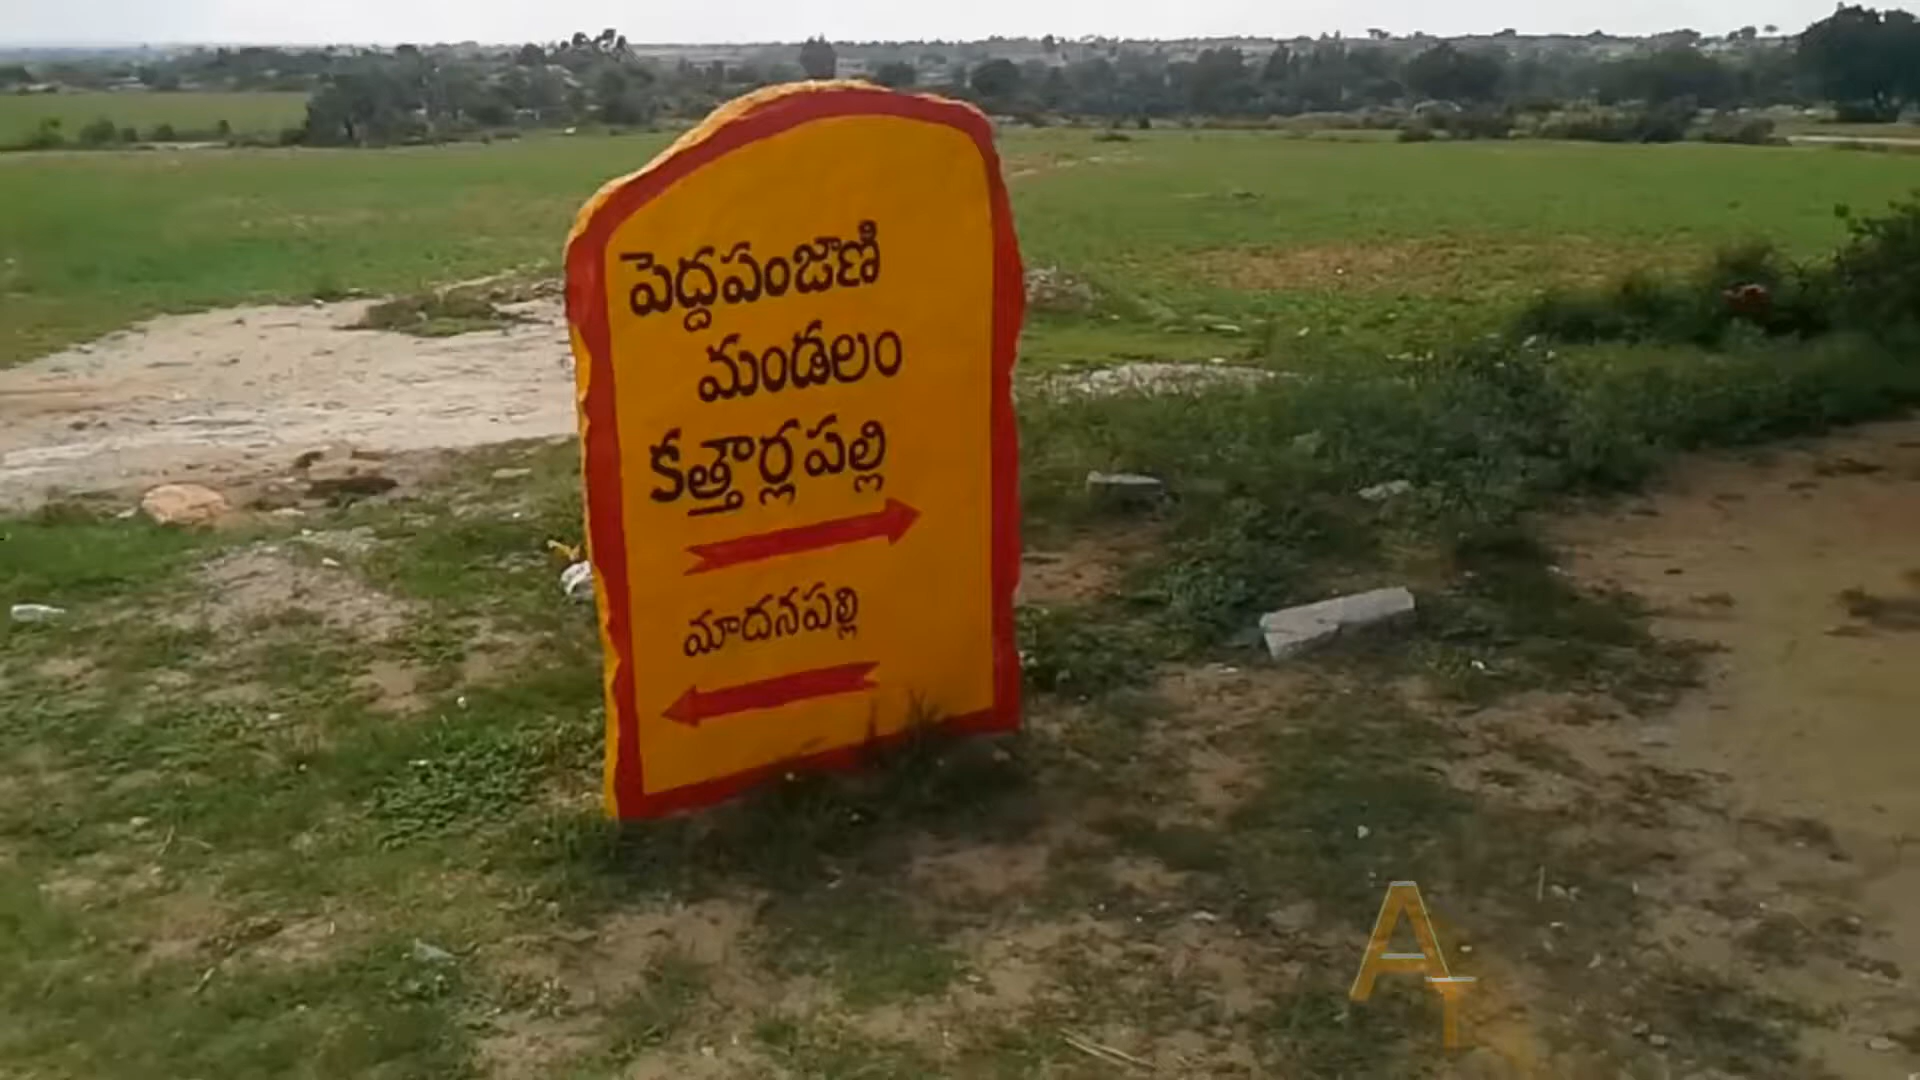 పెద్దపంజాణి
మండలం
కత్తార్లపల్లి
మాదనపల్లి
A